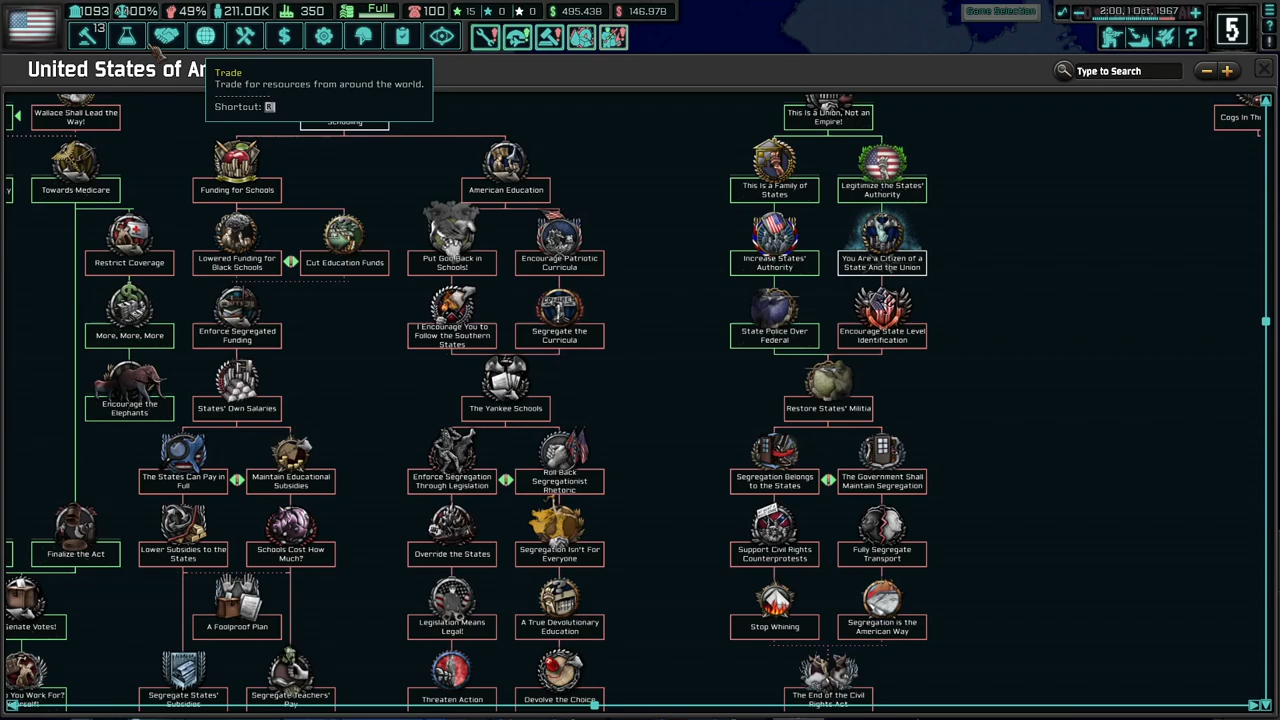 1093
400%
49%
211.00K
350
Full
100
15
0
0
495.43B
146.97B
Game Selection
2:00, 1 Oct, 1967
5
13
United States of Ar
Trade
Trade for resources from around the world.
Shortcut: R
Type to Search
Wallace Shall Lead the
Way!
Schooling
This Is a Union, Not an
Empire!
Cogs In Th
Towards Medicare
Funding for Schools
American Education
This Is a Family of
States
Legitimize the States'
Authority
Restrict Coverage
Lowered Funding for
Black Schools
Cut Education Funds
Put God Back in
Schools!
Encourage Patriotic
Curricula
Increase States'
Authority
You Are a Citizen of a
State And the Union
More, More, More
Enforce Segregated
Funding
I Encourage You to
Follow the Southern
States
Segregate the
Curricula
State Police Over
Federal
Encourage State Level
Identification
Encourage the
Elephants
States' Own Salaries
The Yankee Schools
Restore States' Militia
The States Can Pay in
Full
Maintain Educational
Subsidies
Enforce Segregation
Through Legislation
Roll Back
Segregationist
Rhetoric
Segregation Belongs
to the States
The Government Shall
Maintain Segregation
Finalize the Act
Lower Subsidies to the
States
Schools Cost How
Much?
Override the States
Segregation Isn't For
Everyone
Support Civil Rights
Counterprotests
Fully Segregate
Transport
enate Votes!
A Foolproof Plan
Legislation Means
Legal!
A True Devolutionary
Education
Stop Whining
Segregation is the
American Way
o You Work For?
Segregate States'
Subsidies
Segregate Teachers'
Pay
Threaten Action
Devolve the Choice
The End of the Civil
Rights Act